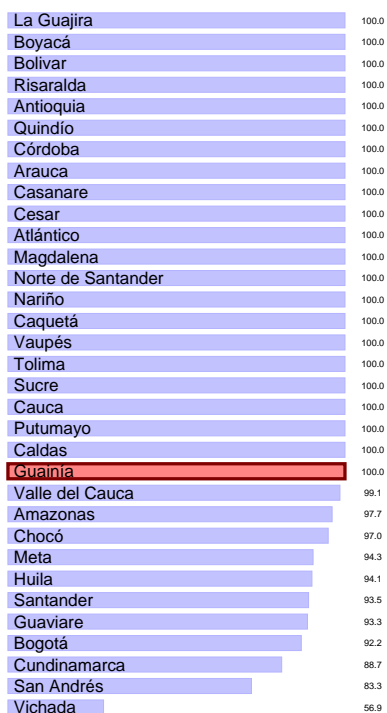 La Guajira 100.0
Boyacá 100.0
Bolivar 100.0
Risaralda 100.0
Antioquia 100.0
Quindío 100.0
Córdoba 100.0
Arauca 100.0
Casanare 100.0
Cesar 100.0
Atlántico 100.0
Magdalena 100.0
Norte de Santander 100.0
Nariño 100.0
Caquetá 100.0
Vaupés 100.0
Tolima 100.0
Sucre 100.0
Cauca 100.0
Putumayo 100.0
Caldas 100.0
Guainía 100.0
Valle del Cauca 99.1
Amazonas 97.7
Chocó 97.0
Meta 94.3
Huila 94.1
Santander 93.5
Guaviare 93.3
Bogotá 92.2
Cundinamarca 88.7
San Andrés 83.3
Vichada 56.9